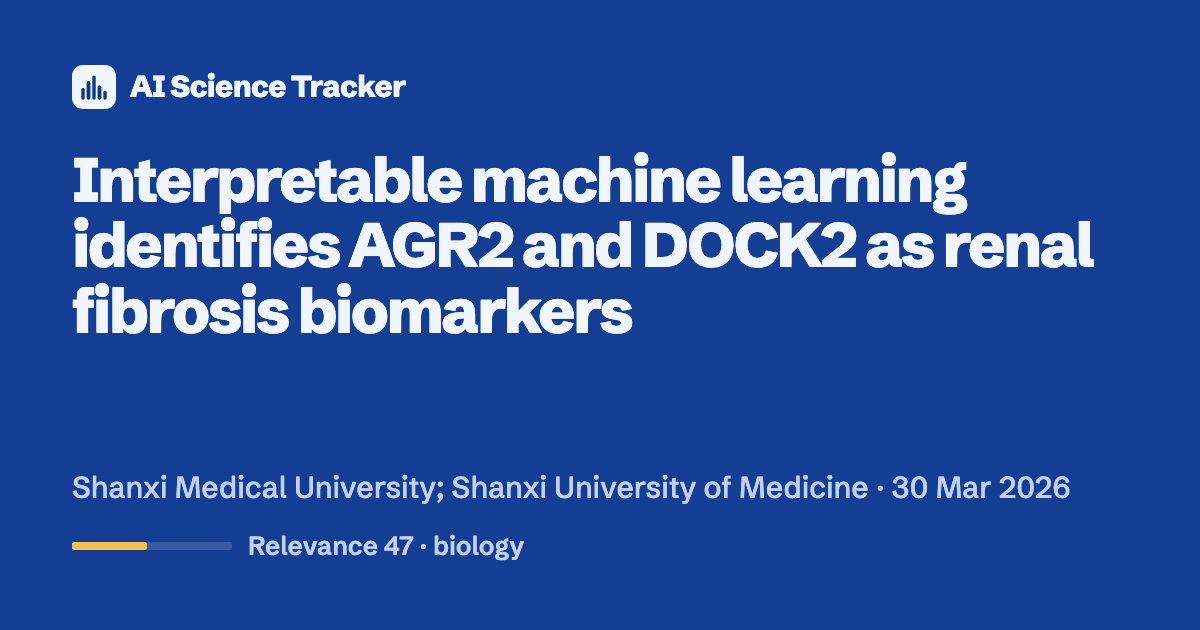 AI Science Tracker
Interpretable machine learning
identifies AGR2 and DOCK2 as renal
fibrosis biomarkers
Shanxi Medical University; Shanxi University of Medicine · 30 Mar 2026
Relevance 47 · biology